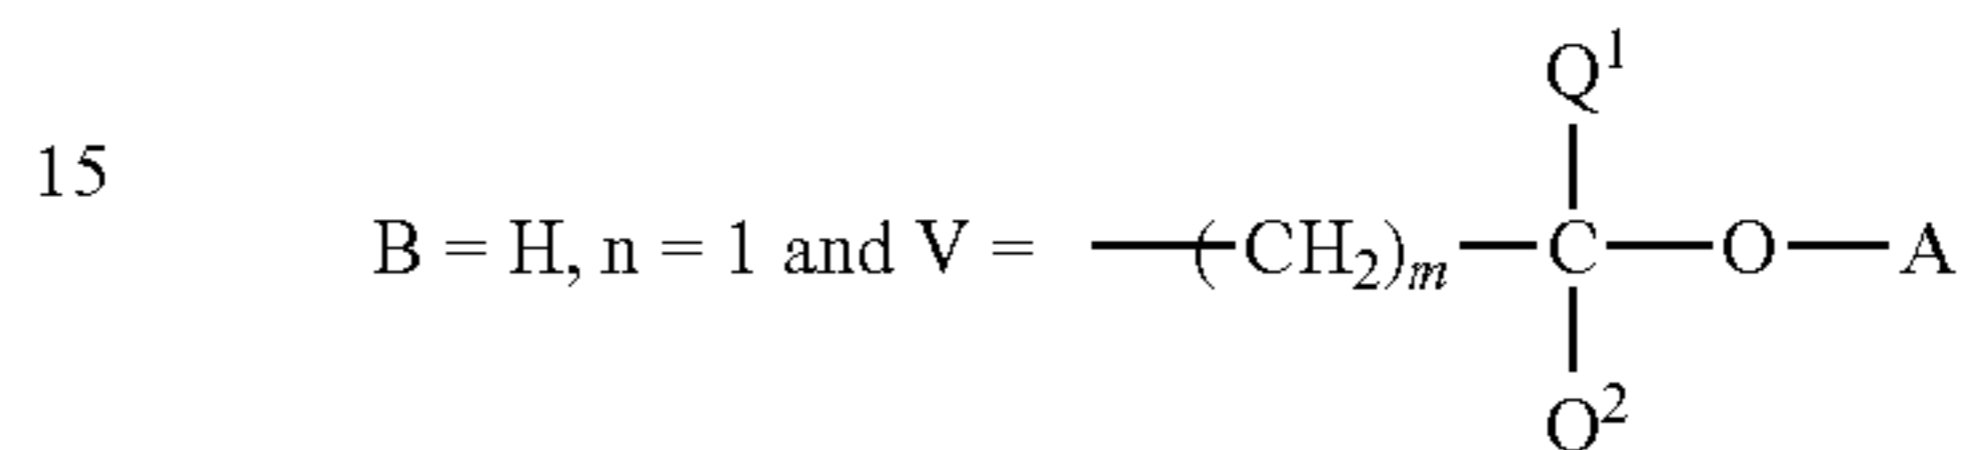 Q¹
15
B = H, n = 1 and V = —(CH₂)ₘ—C—O—A
Q²